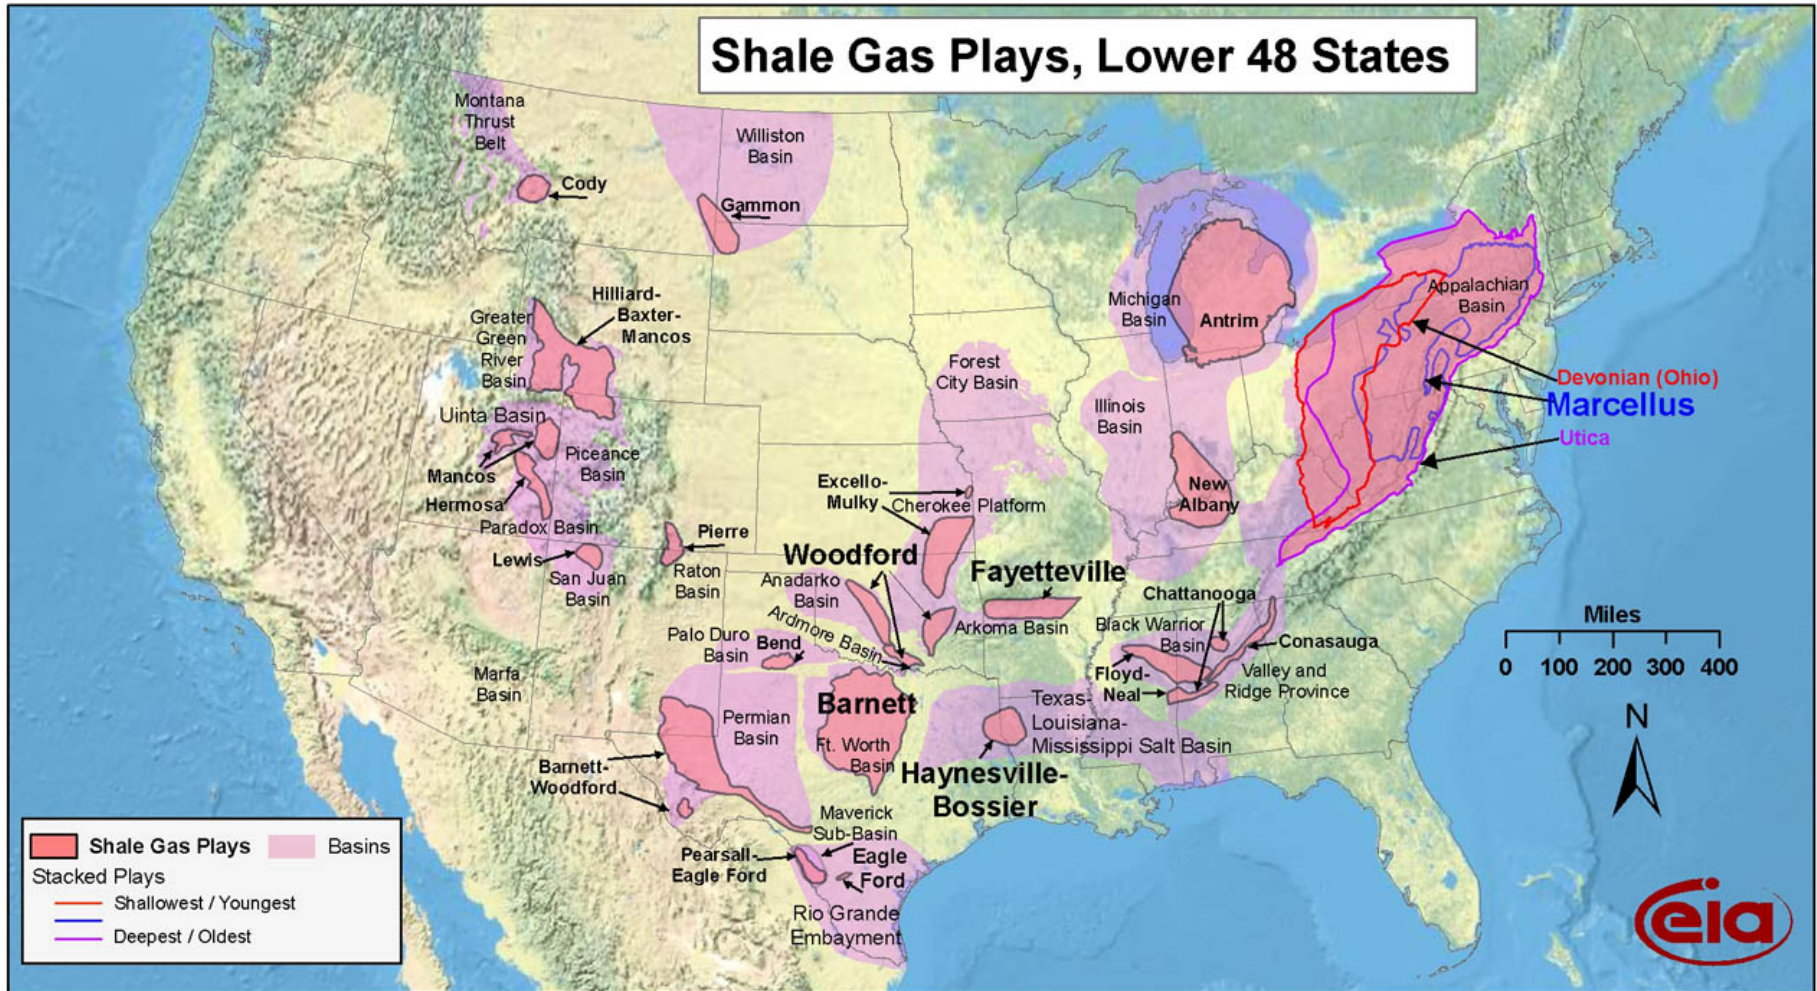 Shale Gas Plays, Lower 48 States
Montana
Thrust
Belt
Cody
Williston
Basin
Gammon
Hilliard-
Baxter-
Mancos
Greater
Green
River
Basin
Uinta Basin
Mancos
Piceance
Basin
Hermosa
Paradox Basin
Lewis
San Juan
Basin
Pierre
Raton
Basin
Michigan
Basin
Antrim
Forest
City Basin
Illinois
Basin
New
Albany
Appalachian
Basin
Devonian (Ohio)
Marcellus
Utica
Excello-
Mulky
Cherokee Platform
Woodford
Anadarko
Basin
Ardmore Basin
Fayetteville
Arkoma Basin
Palo Duro
Basin
Bend
Chattanooga
Black Warrior
Basin
Conasauga
Floyd-
Neal
Valley and
Ridge Province
Marfa
Basin
Permian
Basin
Barnett
Ft. Worth
Basin
Texas-
Louisiana-
Mississippi Salt Basin
Haynesville-
Bossier
Barnett-
Woodford
Maverick
Sub-Basin
Pearsall-
Eagle Ford
Eagle
Ford
Rio Grande
Embayment
Miles
0 100 200 300 400
N
Shale Gas Plays
Basins
Stacked Plays
Shallowest / Youngest
Deepest / Oldest
eia